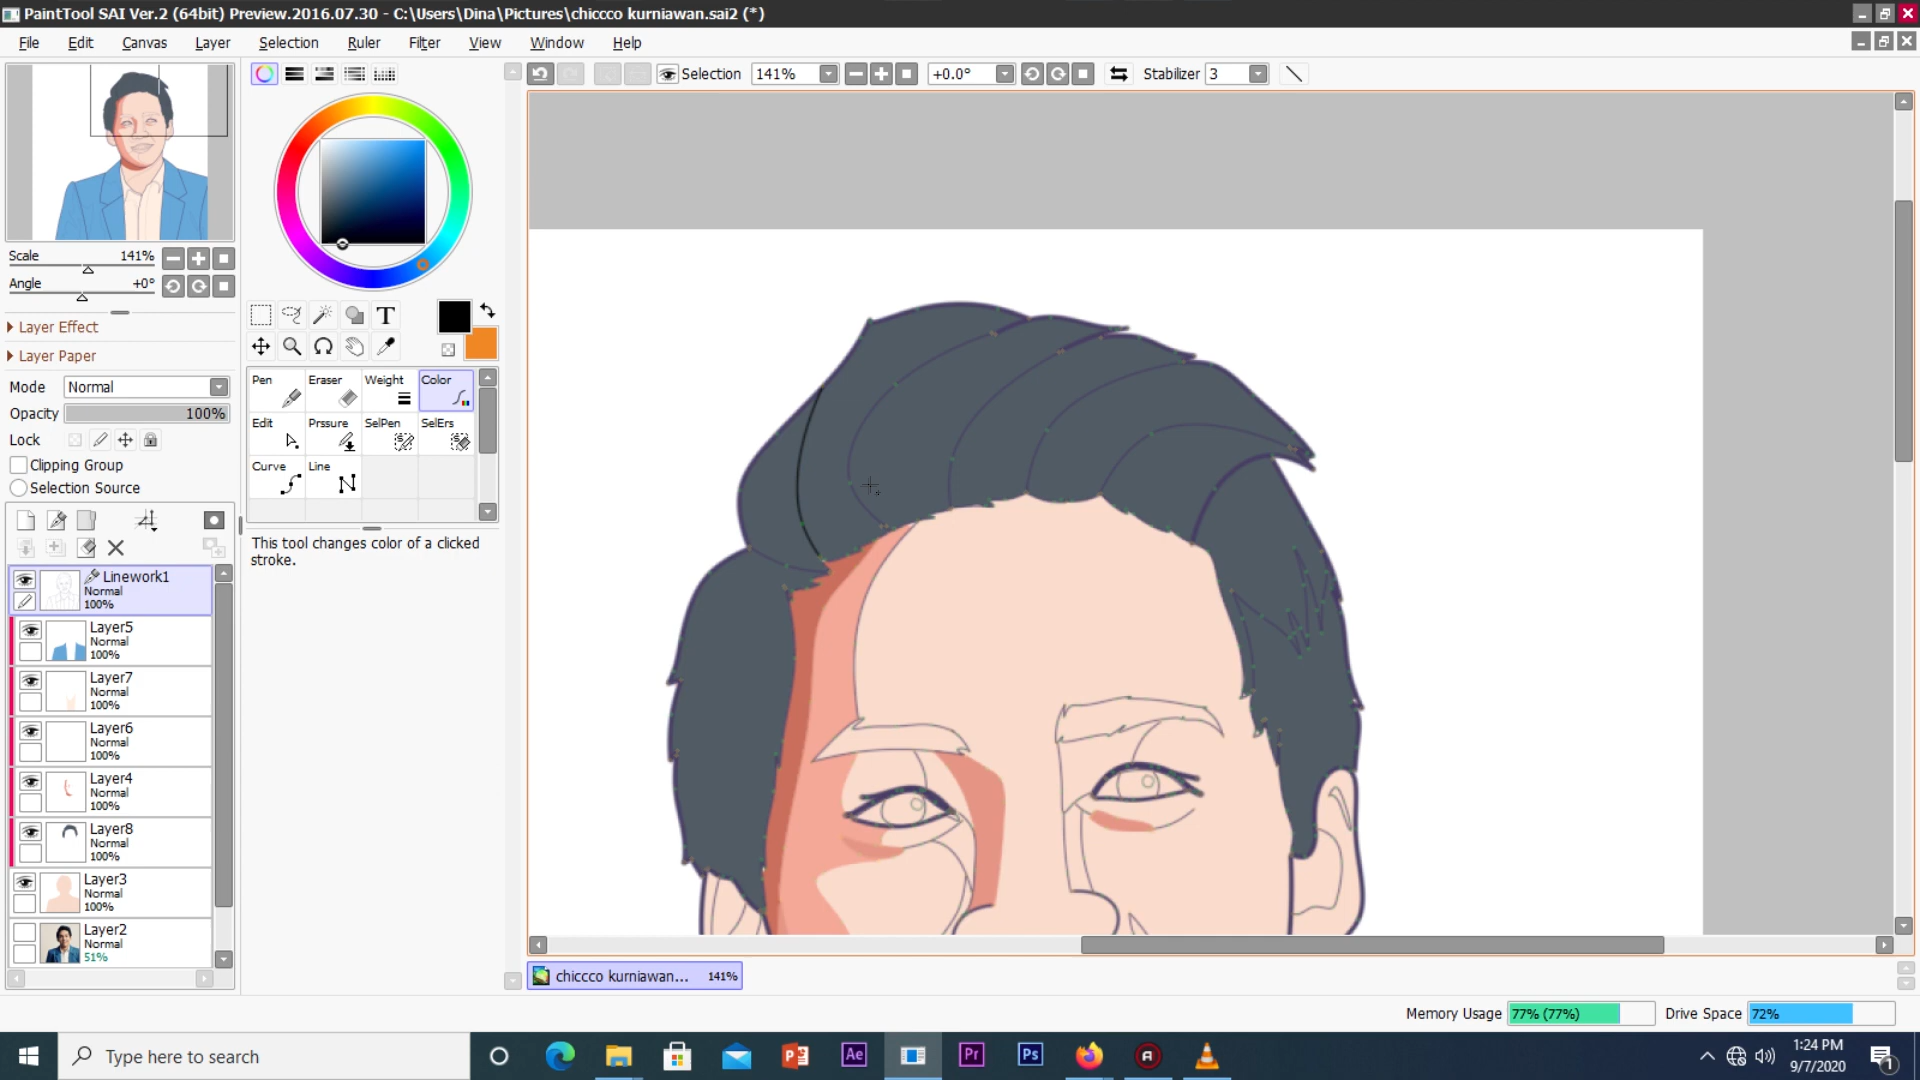 PaintTool SAI Ver.2 (64bit) Preview.2016.07.30 - C:\Users\Dina\Pictures\chiccco kurniawan.sai2 (*)
File Edit Canvas Layer Selection Ruler Filter View Window Help
Selection 141% +0.0° Stabilizer 3
Scale 141%
Angle +0°
Layer Effect
Layer Paper
Mode Normal
Opacity 100%
Lock
Clipping Group
Selection Source
T
Pen Eraser Weight Color
Edit Prssure SelPen SelErs
Curve Line
This tool changes color of a clicked
stroke.
Linework1
Normal
100%
Layer5
Normal
100%
Layer7
Normal
100%
Layer6
Normal
100%
Layer4
Normal
100%
Layer8
Normal
100%
Layer3
Normal
100%
Layer2
Normal
51%
chiccco kurniawan... 141%
Memory Usage 77% (77%) Drive Space 72%
Type here to search
Ae
Pr
Ps
1:24 PM
9/7/2020
1